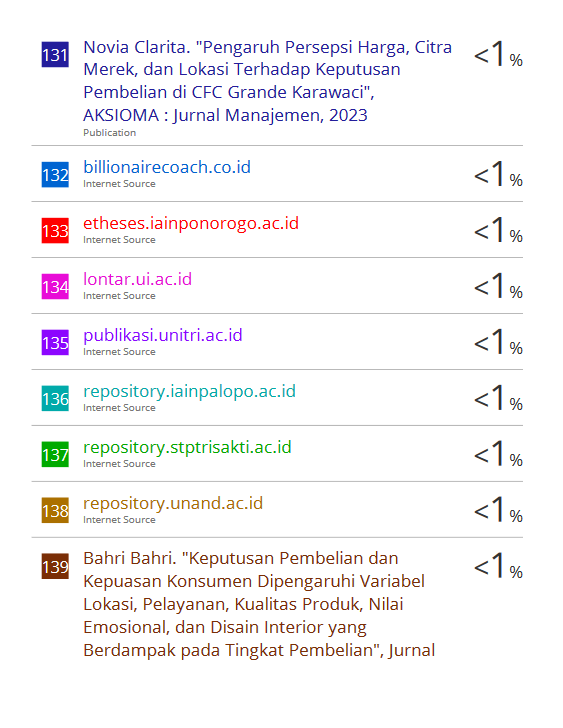 131
Novia Clarita. "Pengaruh Persepsi Harga, Citra
Merek, dan Lokasi Terhadap Keputusan
Pembelian di CFC Grande Karawaci",
AKSIOMA : Jurnal Manajemen, 2023
Publication
<1%
132
billionairecoach.co.id
Internet Source
<1%
133
etheses.iainponorogo.ac.id
Internet Source
<1%
134
lontar.ui.ac.id
Internet Source
<1%
135
publikasi.unitri.ac.id
Internet Source
<1%
136
repository.iainpalopo.ac.id
Internet Source
<1%
137
repository.stptrisakti.ac.id
Internet Source
<1%
138
repository.unand.ac.id
Internet Source
<1%
139
Bahri Bahri. "Keputusan Pembelian dan
Kepuasan Konsumen Dipengaruhi Variabel
Lokasi, Pelayanan, Kualitas Produk, Nilai
Emosional, dan Disain Interior yang
Berdampak pada Tingkat Pembelian", Jurnal
<1%